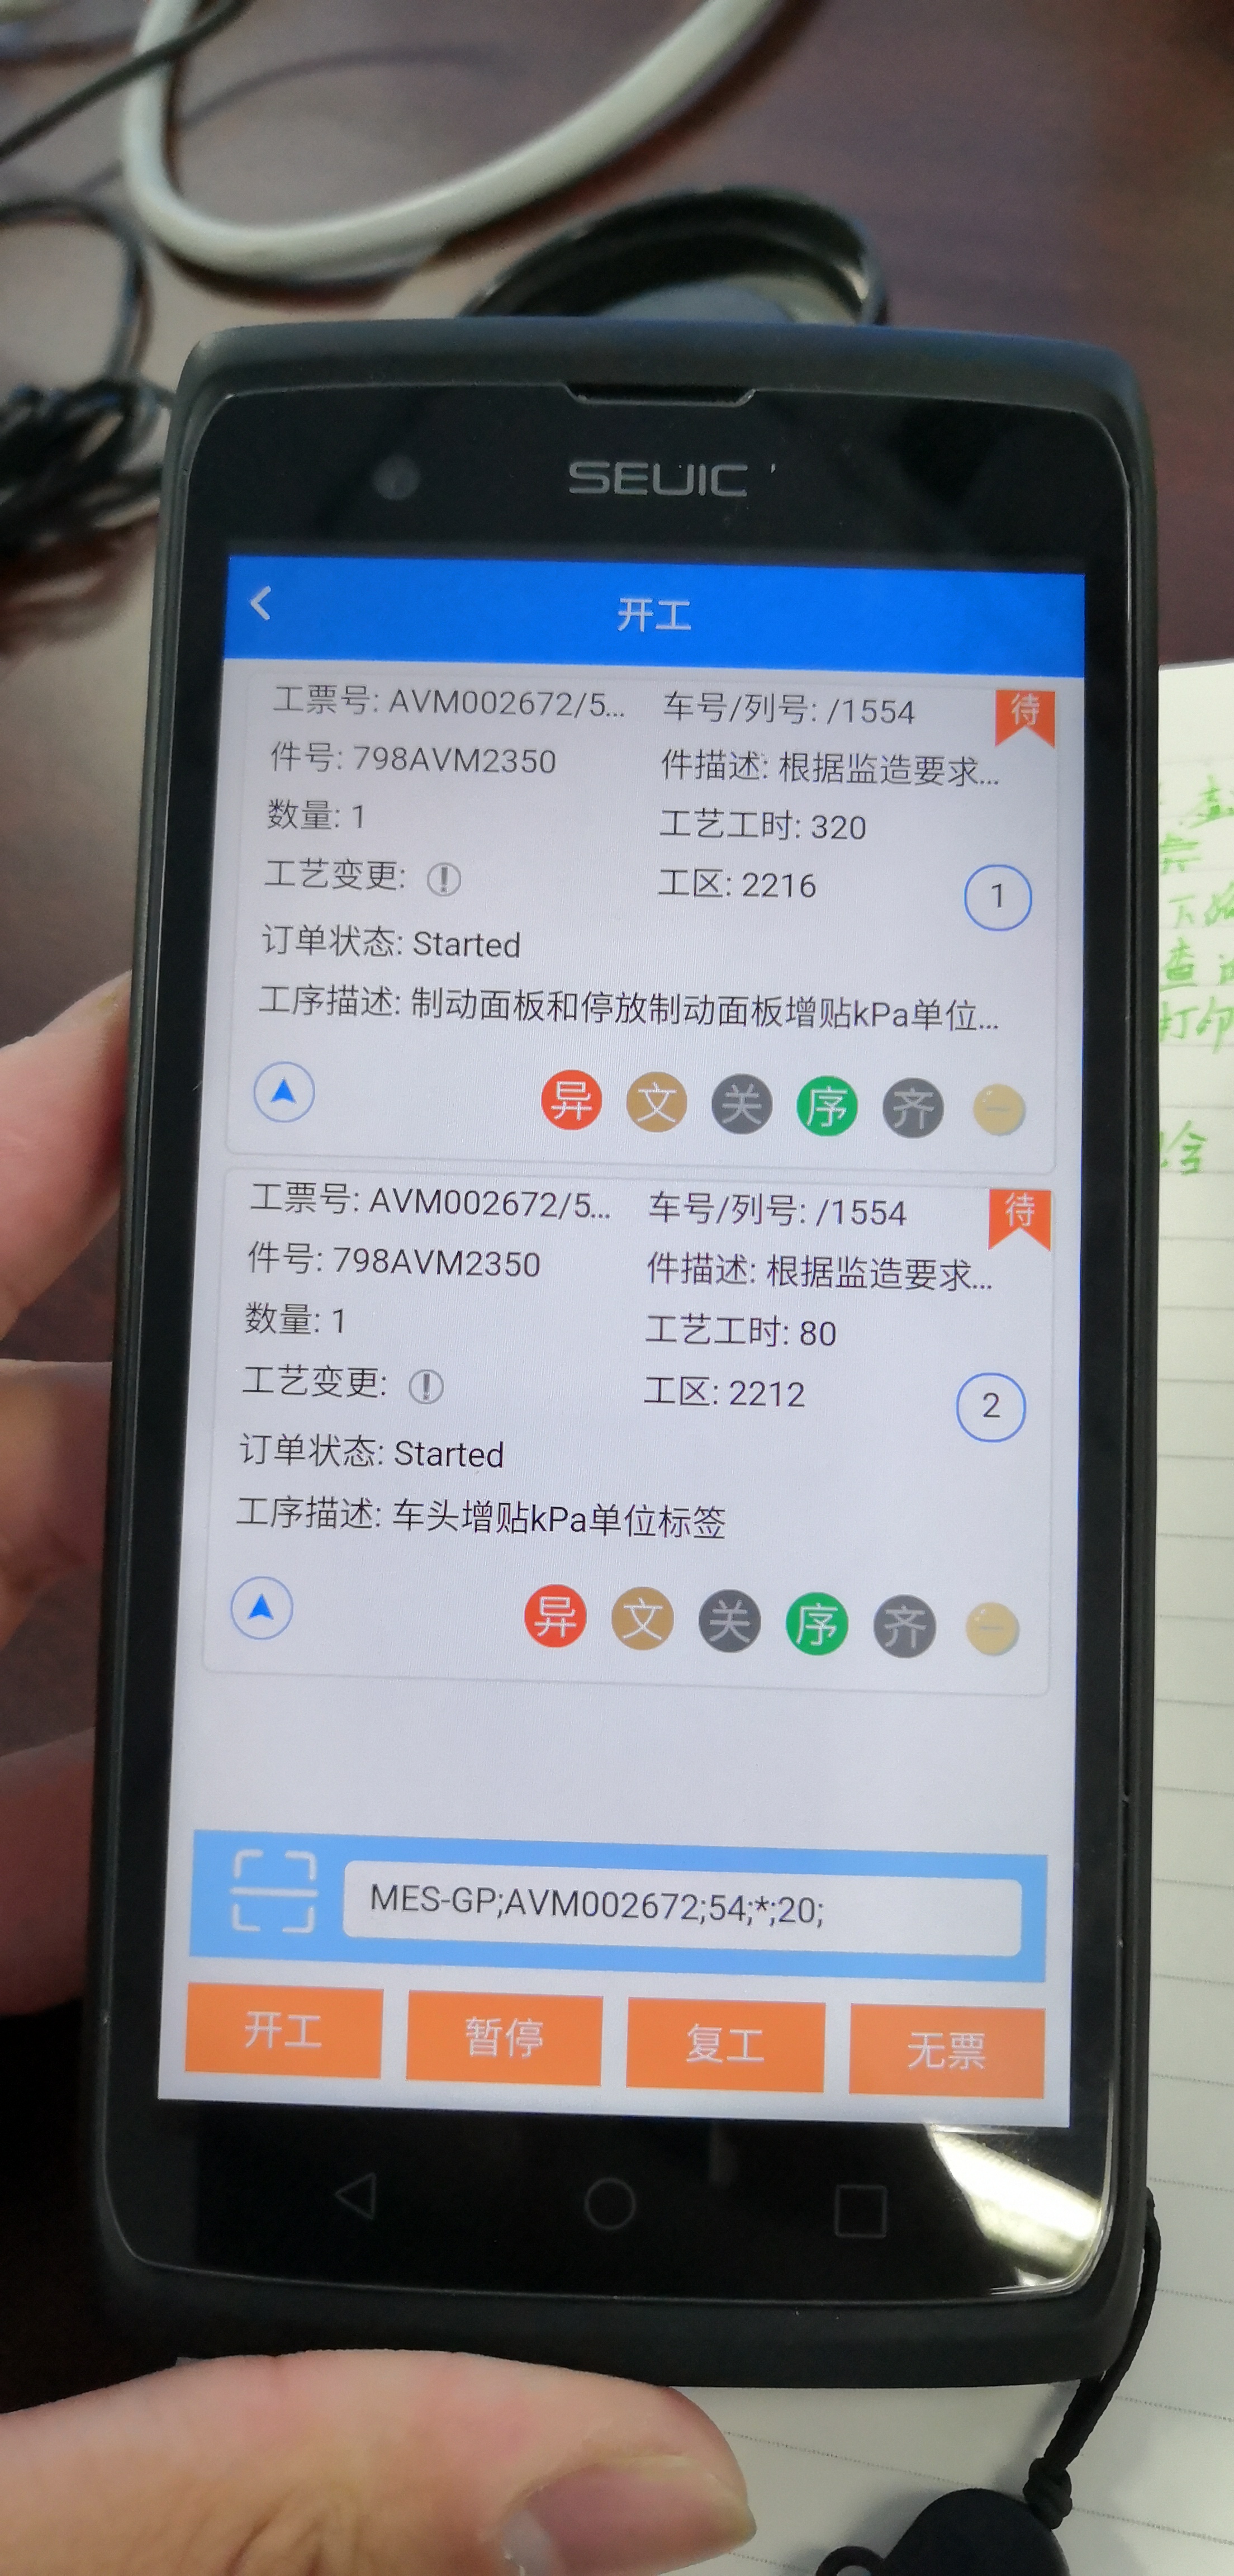 SEUIC
开工
工票号: AVM002672/5... 车号/列号: /1554 待
件号: 798AVM2350 件描述: 根据监造要求...
数量: 1 工艺工时: 320
工艺变更: ! 工区: 2216 1
订单状态: Started
工序描述: 制动面板和停放制动面板增贴kPa单位...
异 文 关 序 齐 一
工票号: AVM002672/5... 车号/列号: /1554 待
件号: 798AVM2350 件描述: 根据监造要求...
数量: 1 工艺工时: 80
工艺变更: ! 工区: 2212 2
订单状态: Started
工序描述: 车头增贴kPa单位标签
异 文 关 序 齐 一
MES-GP;AVM002672;54;*;20;
开工 暂停 复工 无票
查
打印